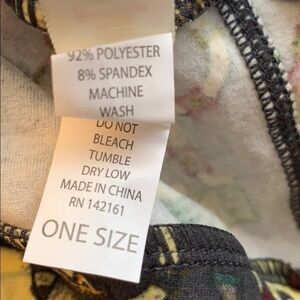 92% POLYESTER
8% SPANDEX
MACHINE
WASH
DO NOT
BLEACH
TUMBLE
DRY LOW
MADE IN CHINA
RN 142161
ONE SIZE